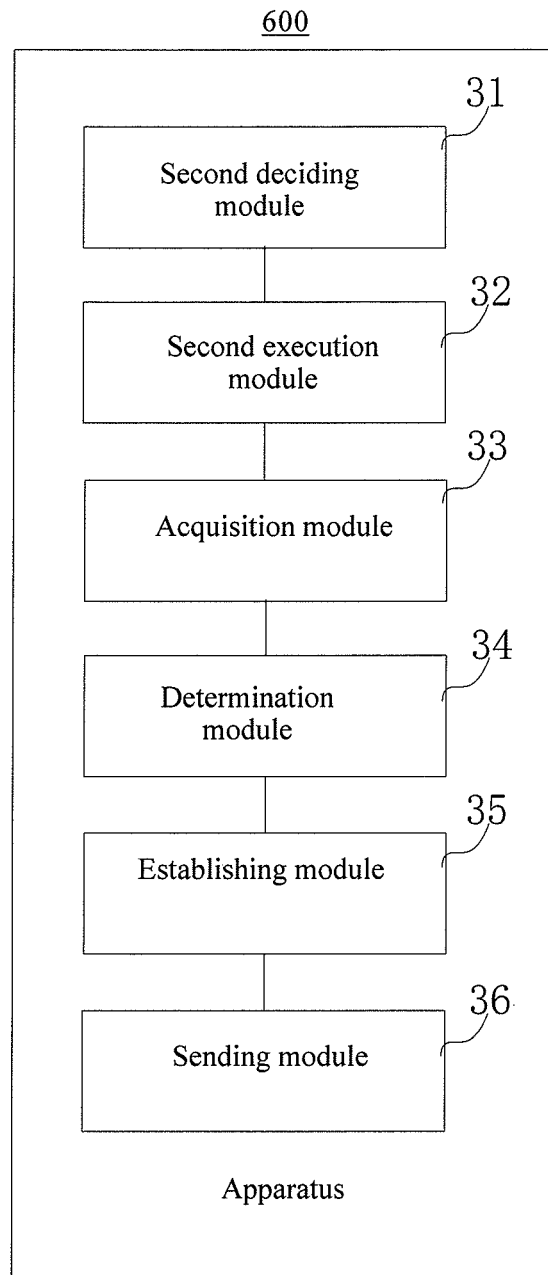 600
31
Second deciding
module
32
Second execution
module
33
Acquisition module
34
Determination
module
35
Establishing module
36
Sending module
Apparatus